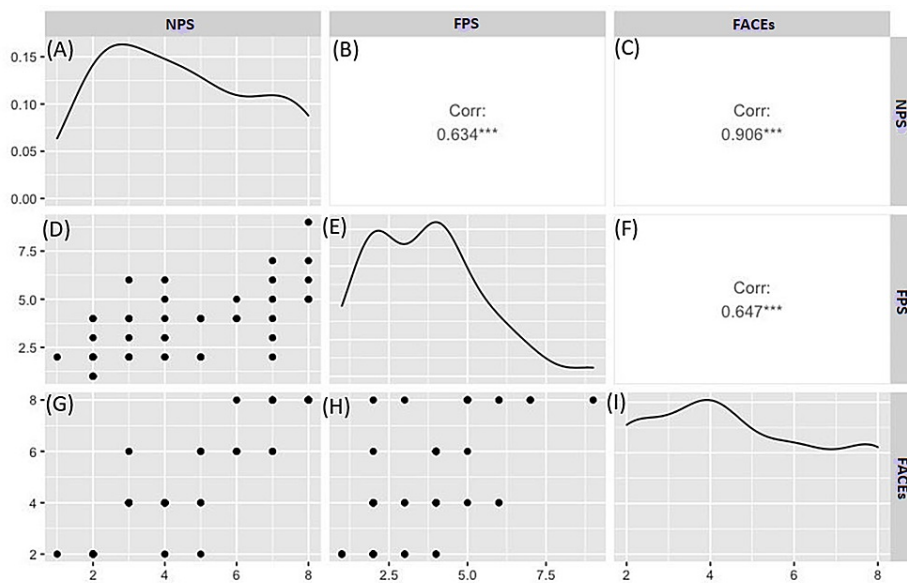 NPS FPS FACEs
(A) (B) (C)
0.15
0.10
0.05
0.00
Corr:
0.634***
Corr:
0.906***
NPS
(D) (E) (F)
7.5
5.0
2.5
Corr:
0.647***
FPS
(G) (H) (I)
8
6
4
2
FACEs
2 4 6 8 2.5 5.0 7.5 2 4 6 8